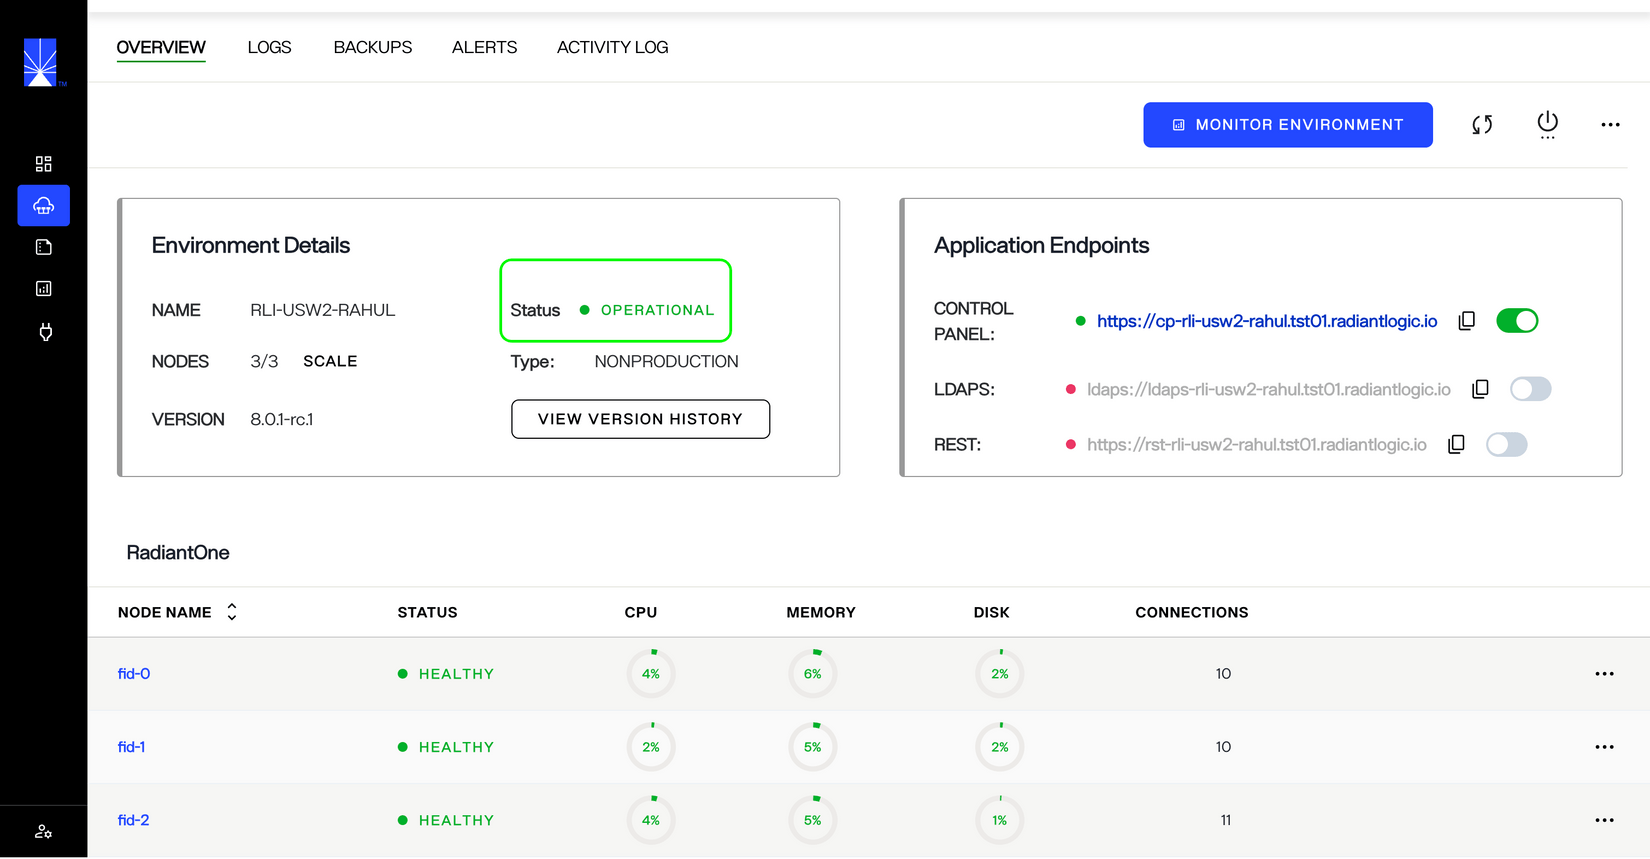 OVERVIEW LOGS BACKUPS ALERTS ACTIVITY LOG
TM
MONITOR ENVIRONMENT
Environment Details
NAME RLI-USW2-RAHUL Status OPERATIONAL
NODES 3/3 SCALE Type: NONPRODUCTION
VERSION 8.0.1-rc.1 VIEW VERSION HISTORY
Application Endpoints
CONTROL PANEL: https://cp-rli-usw2-rahul.tst01.radiantlogic.io
LDAPS: ldaps://ldaps-rli-usw2-rahul.tst01.radiantlogic.io
REST: https://rst-rli-usw2-rahul.tst01.radiantlogic.io
RadiantOne
NODE NAME STATUS CPU MEMORY DISK CONNECTIONS
fid-0 HEALTHY 4% 6% 2% 10
fid-1 HEALTHY 2% 5% 2% 10
fid-2 HEALTHY 4% 5% 1% 11